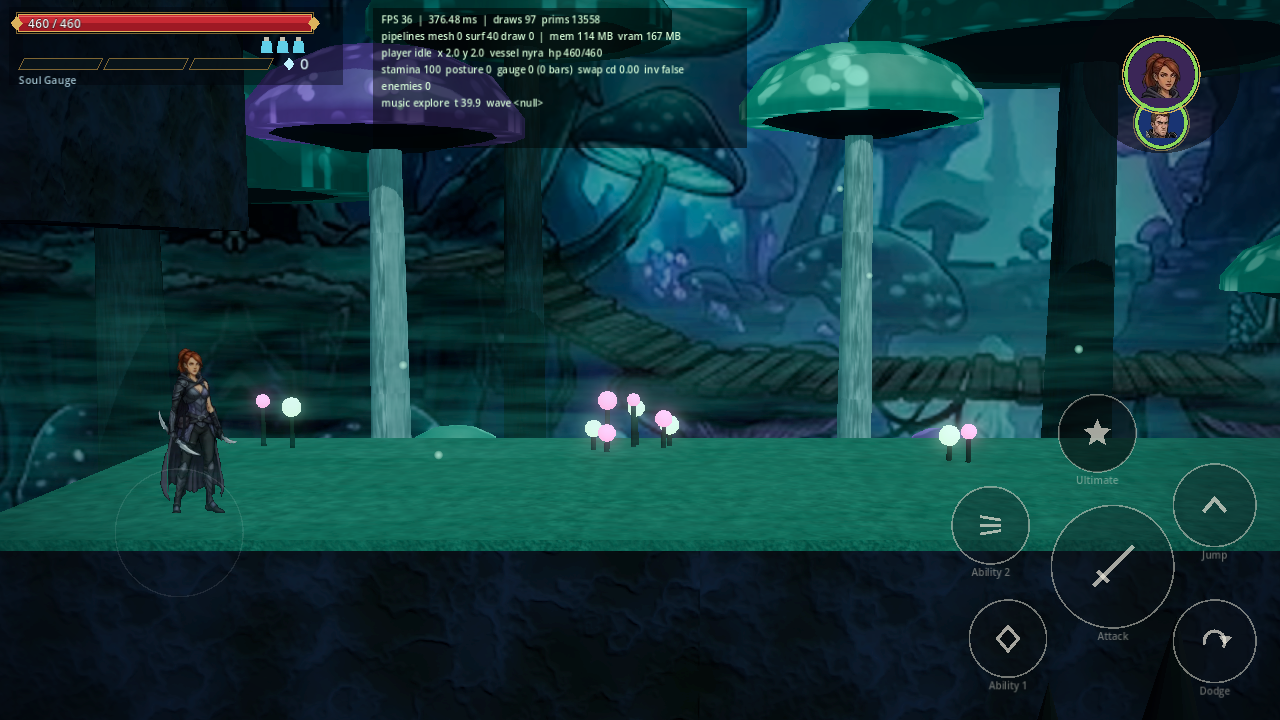 460 / 460
0
Soul Gauge
FPS 36 | 376.48 ms | draws 97 prims 13558
pipelines mesh 0 surf 40 draw 0 | mem 114 MB vram 167 MB
player idle x 2.0 y 2.0 vessel nyra hp 460/460
stamina 100 posture 0 gauge 0 (0 bars) swap cd 0.00 inv false
enemies 0
music explore t 39.9 wave <null>
Ultimate
Jump
Ability 2
Attack
Ability 1
Dodge